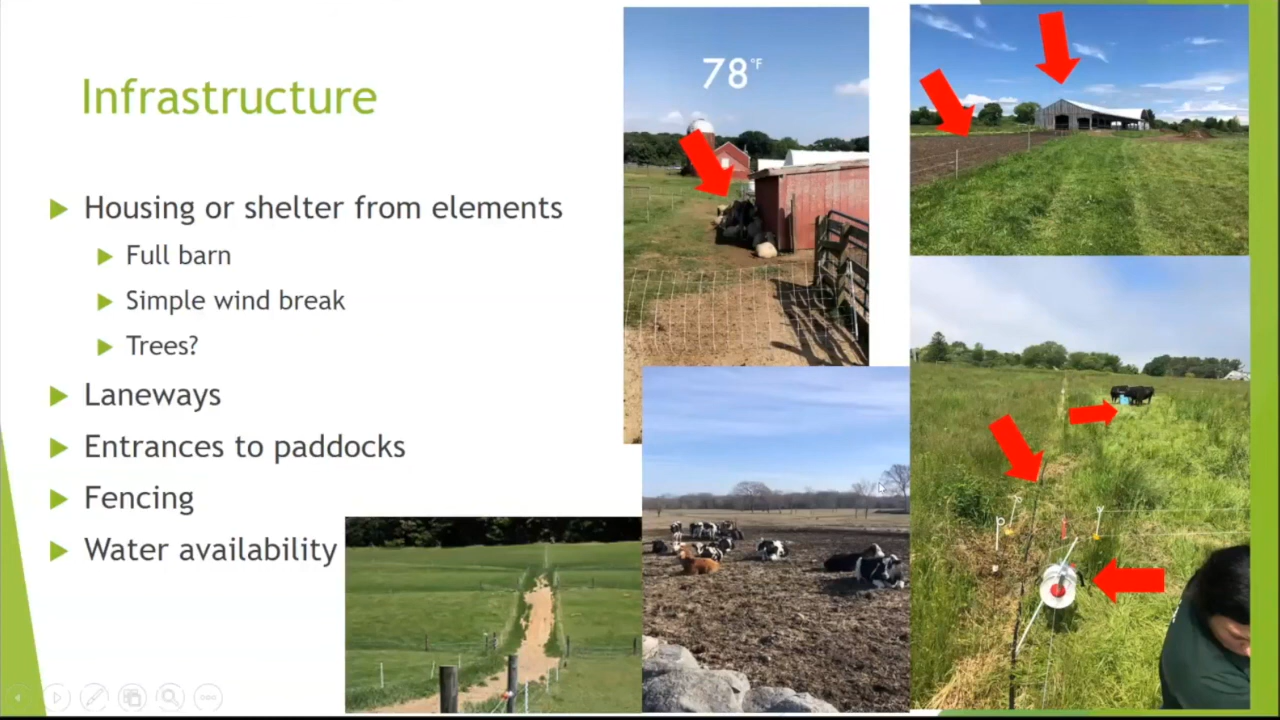 Infrastructure
Housing or shelter from elements
Full barn
Simple wind break
Trees?
Laneways
Entrances to paddocks
Fencing
Water availability
78°F